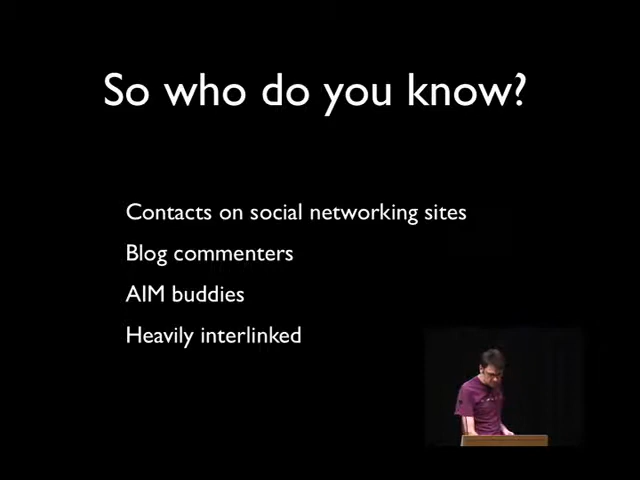 So who do you know?
Contacts on social networking sites
Blog commenters
AIM buddies
Heavily interlinked